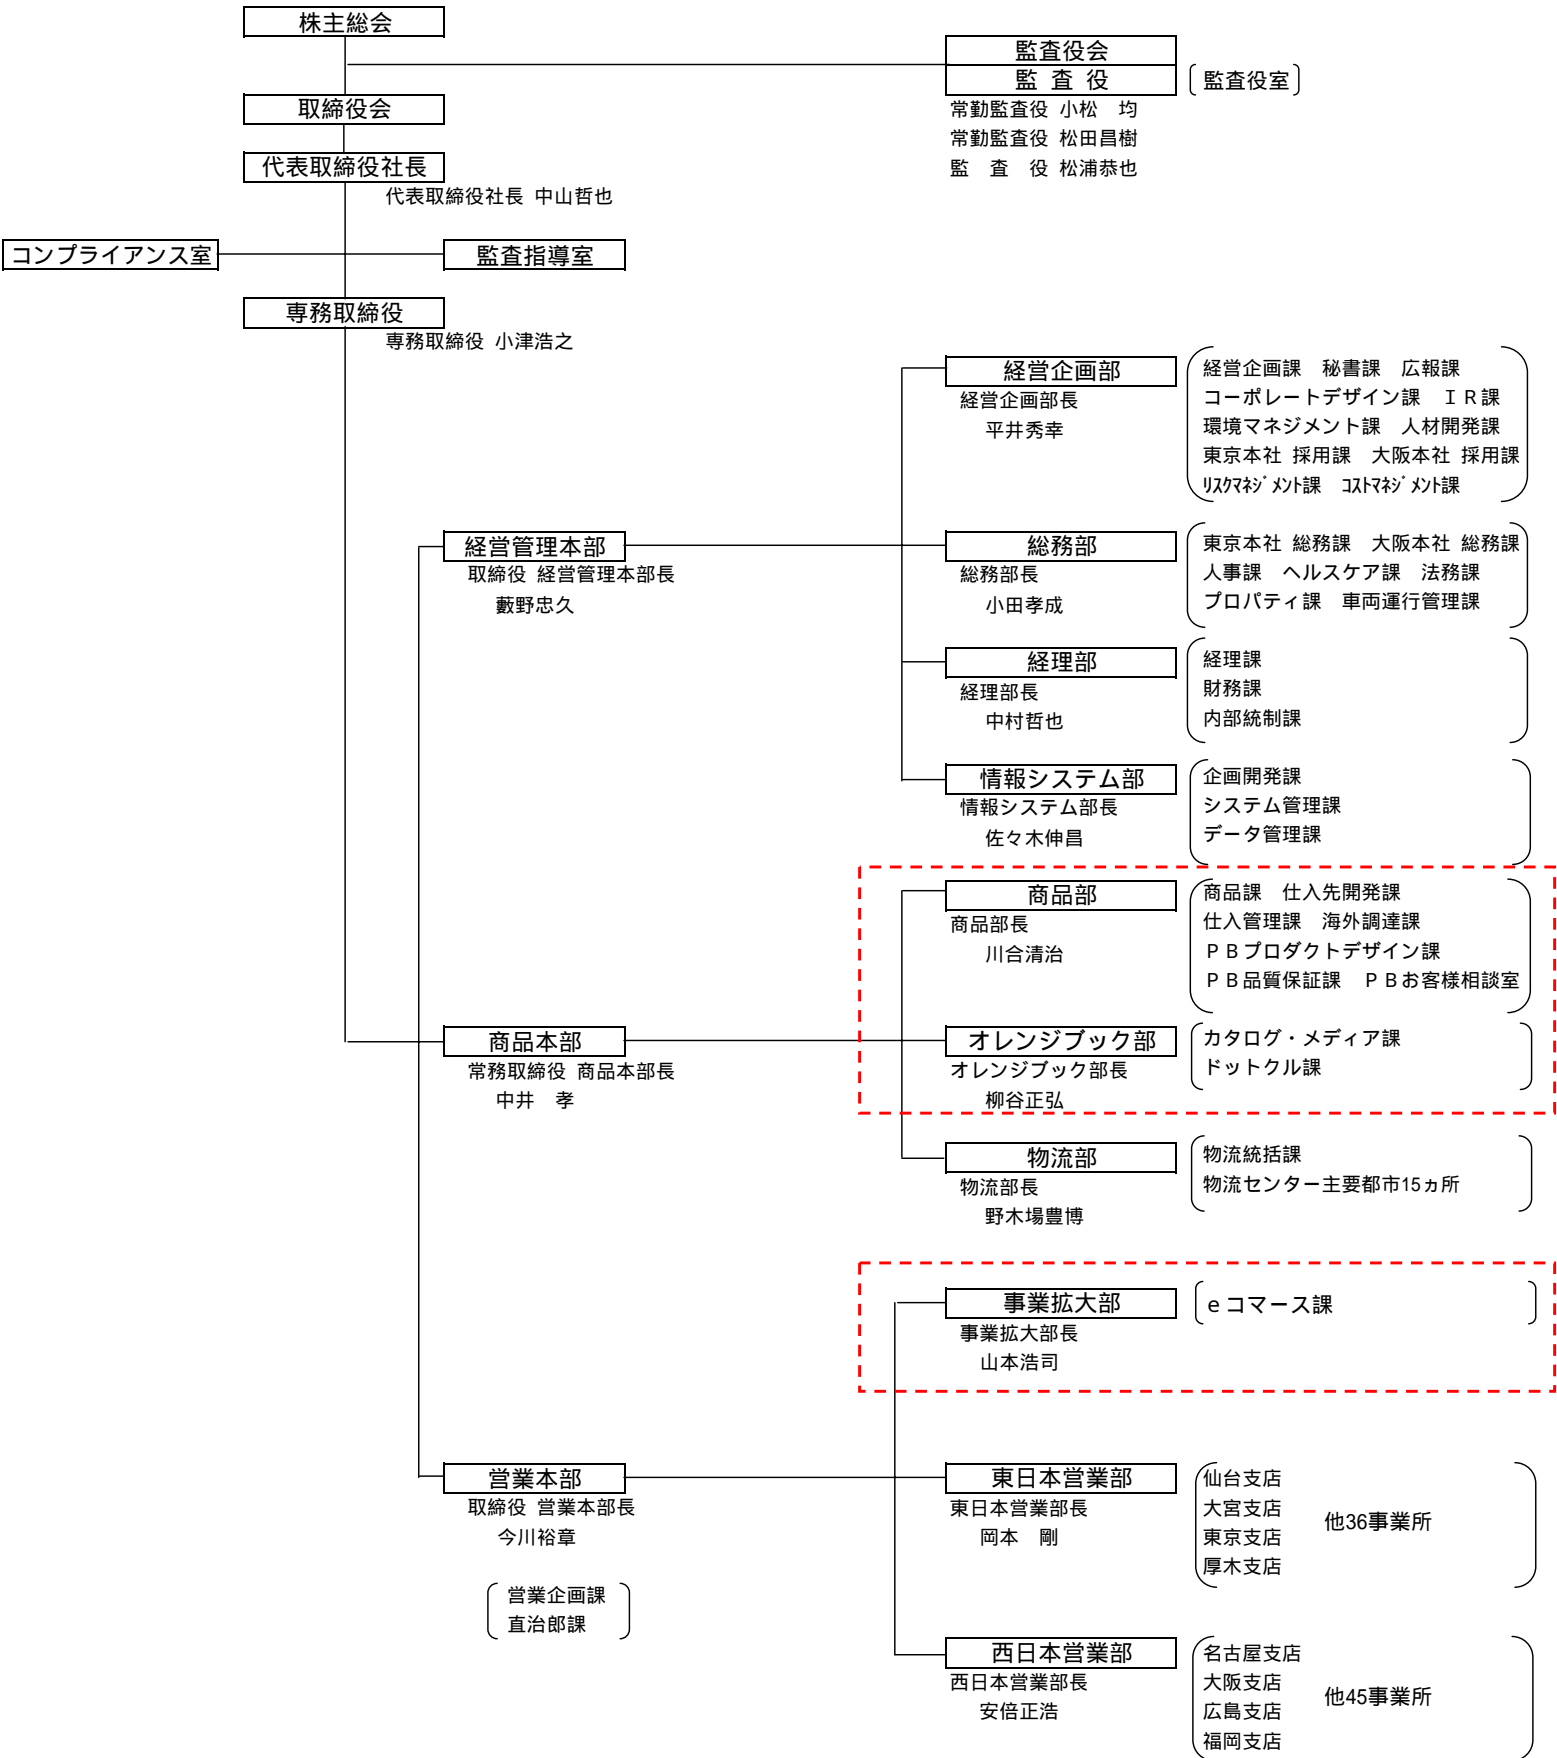 株主総会
監査役会
監 査 役
監査役室
取締役会
常勤監査役 小松　均
常勤監査役 松田昌樹
監　査　役 松浦恭也
代表取締役社長
代表取締役社長 中山哲也
コンプライアンス室
監査指導室
専務取締役
専務取締役 小津浩之
経営企画部
経営企画部長
平井秀幸
経営企画課　秘書課　広報課
コーポレートデザイン課　ＩＲ課
環境マネジメント課　人材開発課
東京本社 採用課　大阪本社 採用課
ﾘｽｸﾏﾈｼﾞﾒﾝﾄ課　ｺｽﾄﾏﾈｼﾞﾒﾝﾄ課
経営管理本部
取締役 経営管理本部長
藪野忠久
総務部
総務部長
小田孝成
東京本社 総務課　大阪本社 総務課
人事課　ヘルスケア課　法務課
プロパティ課　車両運行管理課
経理部
経理部長
中村哲也
経理課
財務課
内部統制課
情報システム部
情報システム部長
佐々木伸昌
企画開発課
システム管理課
データ管理課
商品部
商品部長
川合清治
商品課　仕入先開発課
仕入管理課　海外調達課
ＰＢプロダクトデザイン課
ＰＢ品質保証課　ＰＢお客様相談室
商品本部
常務取締役 商品本部長
中井　孝
オレンジブック部
オレンジブック部長
柳谷正弘
カタログ・メディア課
ドットクル課
物流部
物流部長
野木場豊博
物流統括課
物流センター主要都市15ヵ所
事業拡大部
事業拡大部長
山本浩司
ｅコマース課
営業本部
取締役 営業本部長
今川裕章
営業企画課
直治郎課
東日本営業部
東日本営業部長
岡本　剛
仙台支店
大宮支店
東京支店
厚木支店
他36事業所
西日本営業部
西日本営業部長
安倍正浩
名古屋支店
大阪支店
広島支店
福岡支店
他45事業所